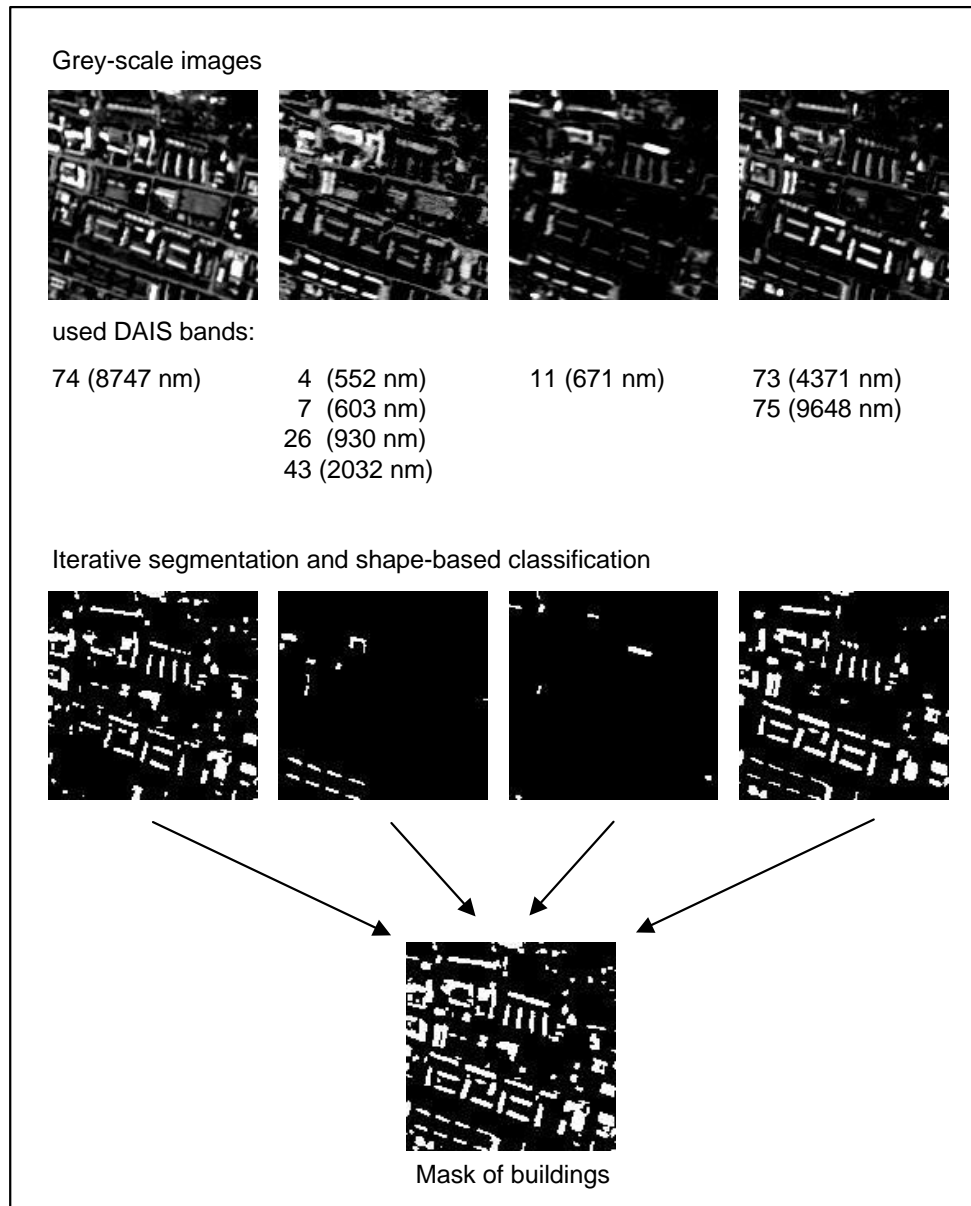 Grey-scale images
used DAIS bands:
74 (8747 nm)
4 (552 nm)
7 (603 nm)
26 (930 nm)
43 (2032 nm)
11 (671 nm)
73 (4371 nm)
75 (9648 nm)
Iterative segmentation and shape-based classification
Mask of buildings